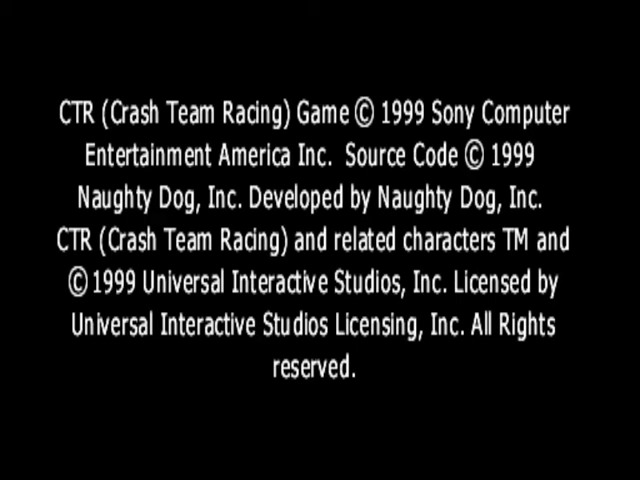 CTR (Crash Team Racing) Game © 1999 Sony Computer
Entertainment America Inc.  Source Code © 1999
Naughty Dog, Inc. Developed by Naughty Dog, Inc.
CTR (Crash Team Racing) and related characters TM and
© 1999 Universal Interactive Studios, Inc. Licensed by
Universal Interactive Studios Licensing, Inc. All Rights
reserved.